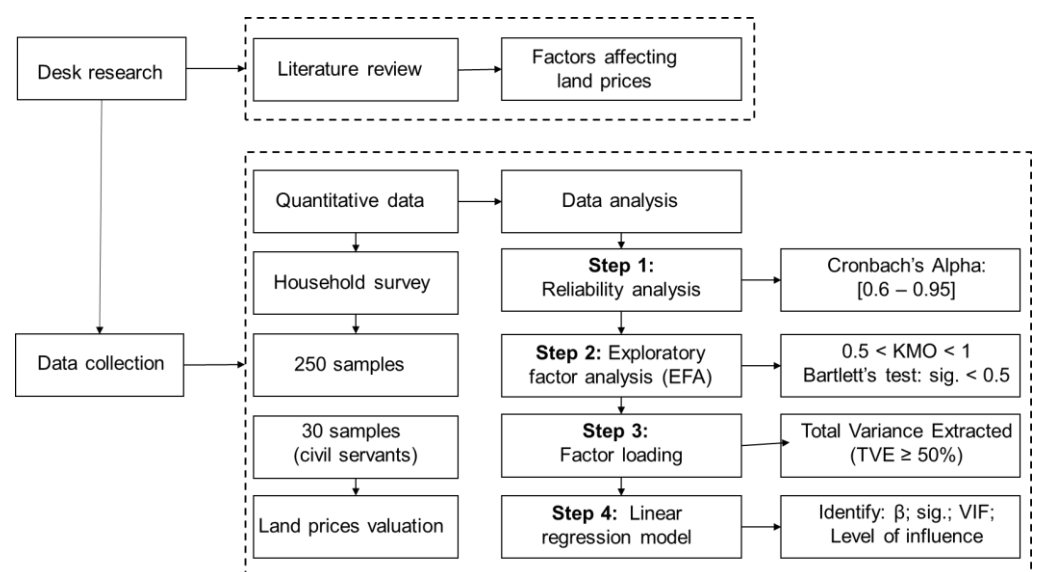 Desk research
Literature review
Factors affecting
land prices
Data collection
Quantitative data
Household survey
250 samples
30 samples
(civil servants)
Land prices valuation
Data analysis
Step 1:
Reliability analysis
Cronbach's Alpha:
[0.6 – 0.95]
Step 2: Exploratory
factor analysis (EFA)
0.5 < KMO < 1
Bartlett's test: sig. < 0.5
Step 3:
Factor loading
Total Variance Extracted
(TVE ≥ 50%)
Step 4: Linear
regression model
Identify: β; sig.; VIF;
Level of influence